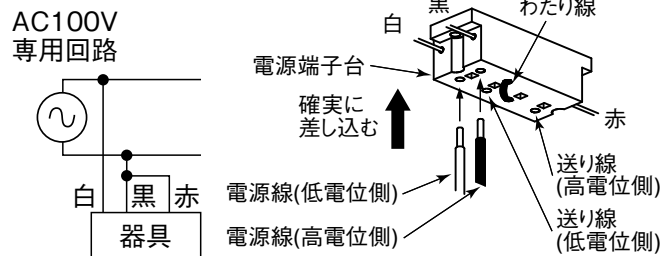 AC100V
専用回路
白
黒
赤
器具
黒
わたり線
白
電源端子台
確実に
差し込む
赤
電源線(低電位側)
電源線(高電位側)
送り線
(高電位側)
送り線
(低電位側)